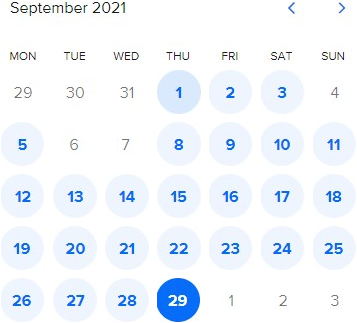 September 2021
MON TUE WED THU FRI SAT SUN
29 30 31 1 2 3 4
5 6 7 8 9 10 11
12 13 14 15 16 17 18
19 20 21 22 23 24 25
26 27 28 29 1 2 3